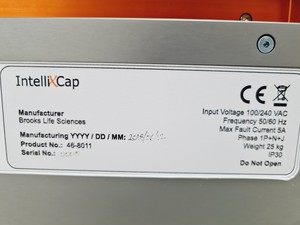 IntelliXCap
Manufacturer
Brooks Life Sciences
Manufacturing YYYY / DD / MM:
Product No.: 46-8011
Serial No.:
Input Voltage 100/240 VAC
Frequency 50/60 Hz
Max Fault Current 5A
Phase 1P+N+J
Weight 25 kg
IP30
Do Not Open